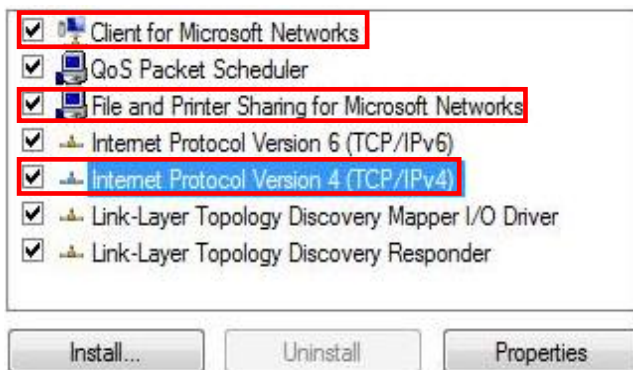 Client for Microsoft Networks
QoS Packet Scheduler
File and Printer Sharing for Microsoft Networks
Internet Protocol Version 6 (TCP/IPv6)
Internet Protocol Version 4 (TCP/IPv4)
Link-Layer Topology Discovery Mapper I/O Driver
Link-Layer Topology Discovery Responder
Install... Uninstall Properties